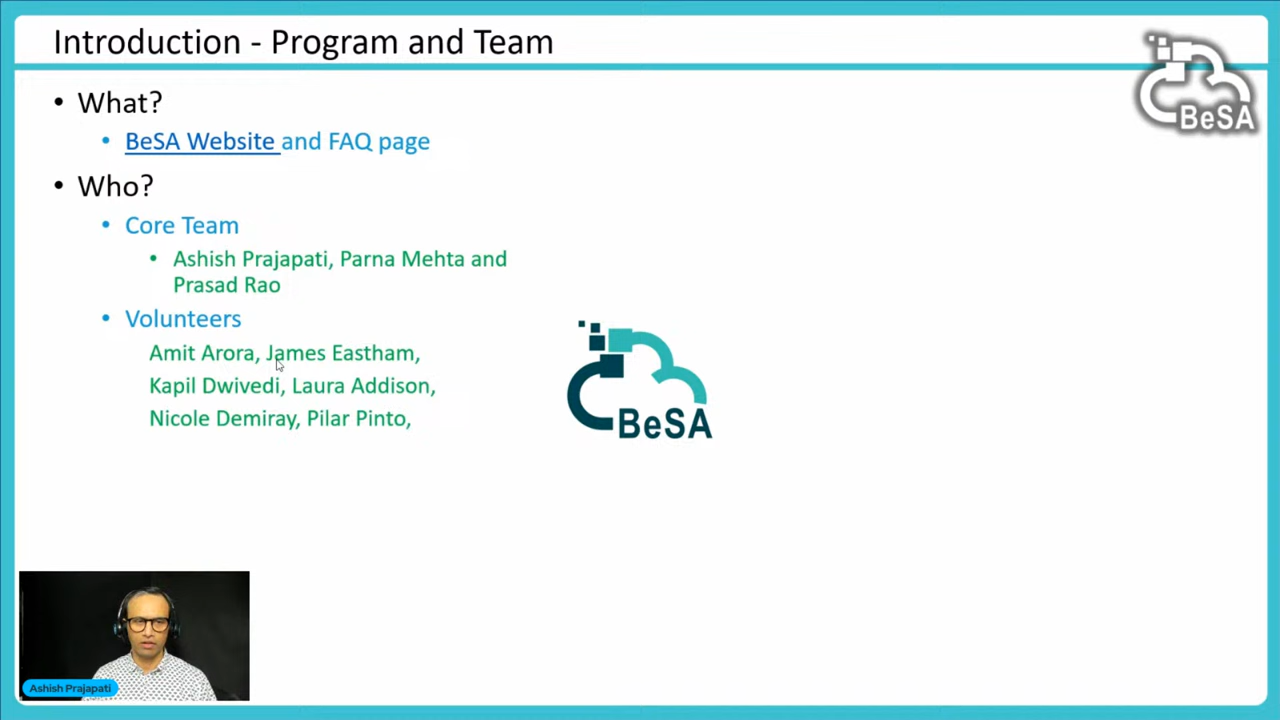 Introduction - Program and Team
BeSA
• What?
• BeSA Website and FAQ page
• Who?
• Core Team
• Ashish Prajapati, Parna Mehta and
Prasad Rao
• Volunteers
Amit Arora, James Eastham,
Kapil Dwivedi, Laura Addison,
Nicole Demiray, Pilar Pinto,
BeSA
Ashish Prajapati